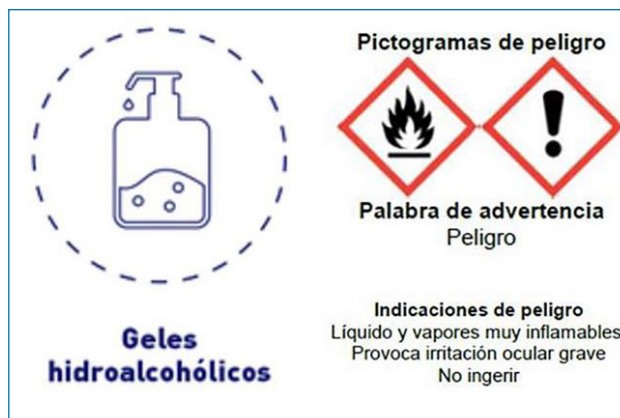 Geles
hidroalcohólicos
Pictogramas de peligro
Palabra de advertencia
Peligro
Indicaciones de peligro
Líquido y vapores muy inflamables
Provoca irritación ocular grave
No ingerir